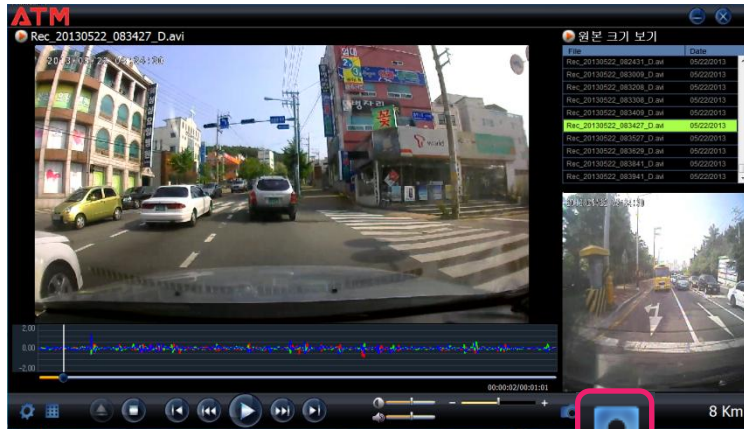 ATM
Rec_20130522_083427_D.avi
원본 크기 보기
File Date
Rec_20130522_082431_D.avi 05/22/2013
Rec_20130522_083009_D.avi 05/22/2013
Rec_20130522_083208_D.avi 05/22/2013
Rec_20130522_083308_D.avi 05/22/2013
Rec_20130522_083409_D.avi 05/22/2013
Rec_20130522_083427_D.avi 05/22/2013
Rec_20130522_083527_D.avi 05/22/2013
Rec_20130522_083629_D.avi 05/22/2013
Rec_20130522_083841_D.avi 05/22/2013
Rec_20130522_083941_D.avi 05/22/2013
임대
T world
2.00
0.00
-2.00
00:00:02/00:01:01
8 Km